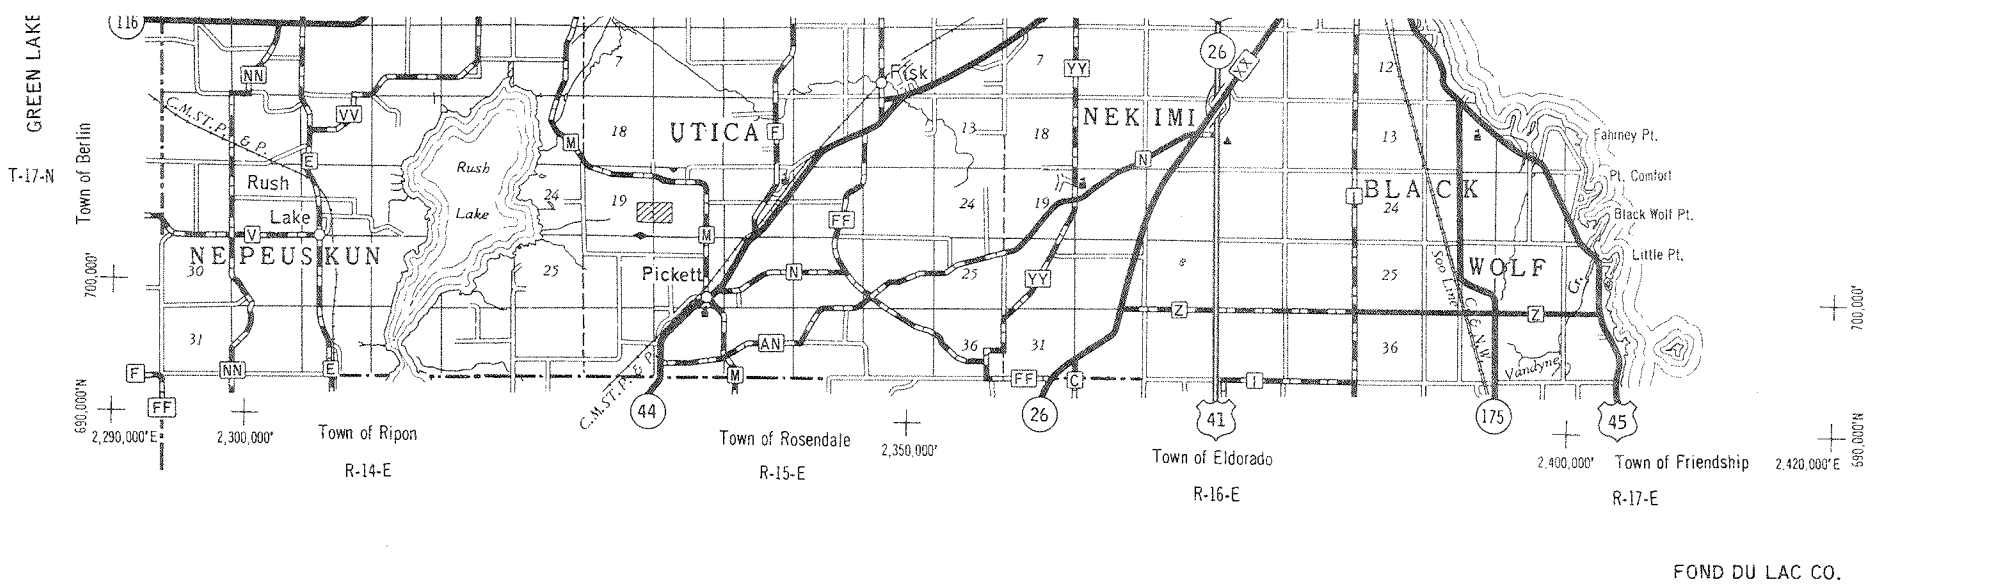 116
GREEN LAKE
T-17-N
Town of Berlin
700,000'
690,000'N
C.M.ST.P. & P.
NN
VV
E
Rush
Lake
V
NEPEUSKUN
30
31
F
FF
NN
E
Rush
Lake
7
18
M
UTICA
F
24
19
25
Pickett
M
N
AN
M
C.M.ST.P. & P.
44
Fisk
13
24
FF
25
36
7
YY
18
19
NEKIMI
N
26
XX
YY
31
FF
C
26
8
Z
I
41
12
13
I
BLACK
24
25
WOLF
36
Soo Line
C. & N.W.
Z
Cr.
Vandyne
175
45
Fahrney Pt.
Pt. Comfort
Black Wolf Pt.
Little Pt.
700,000'
690,000'N
2,290,000'E
2,300,000'
Town of Ripon
R-14-E
Town of Rosendale
R-15-E
2,350,000'
Town of Eldorado
R-16-E
2,400,000'
Town of Friendship
R-17-E
2,420,000'E
FOND DU LAC CO.